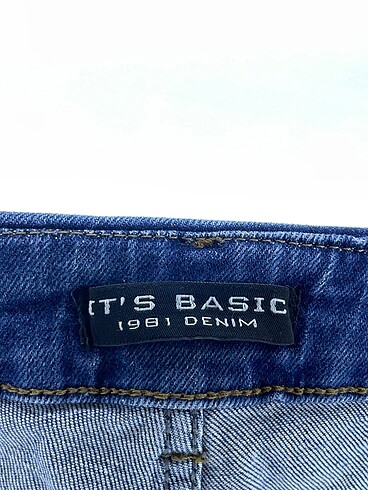 IT'S BASIC
1981 DENIM